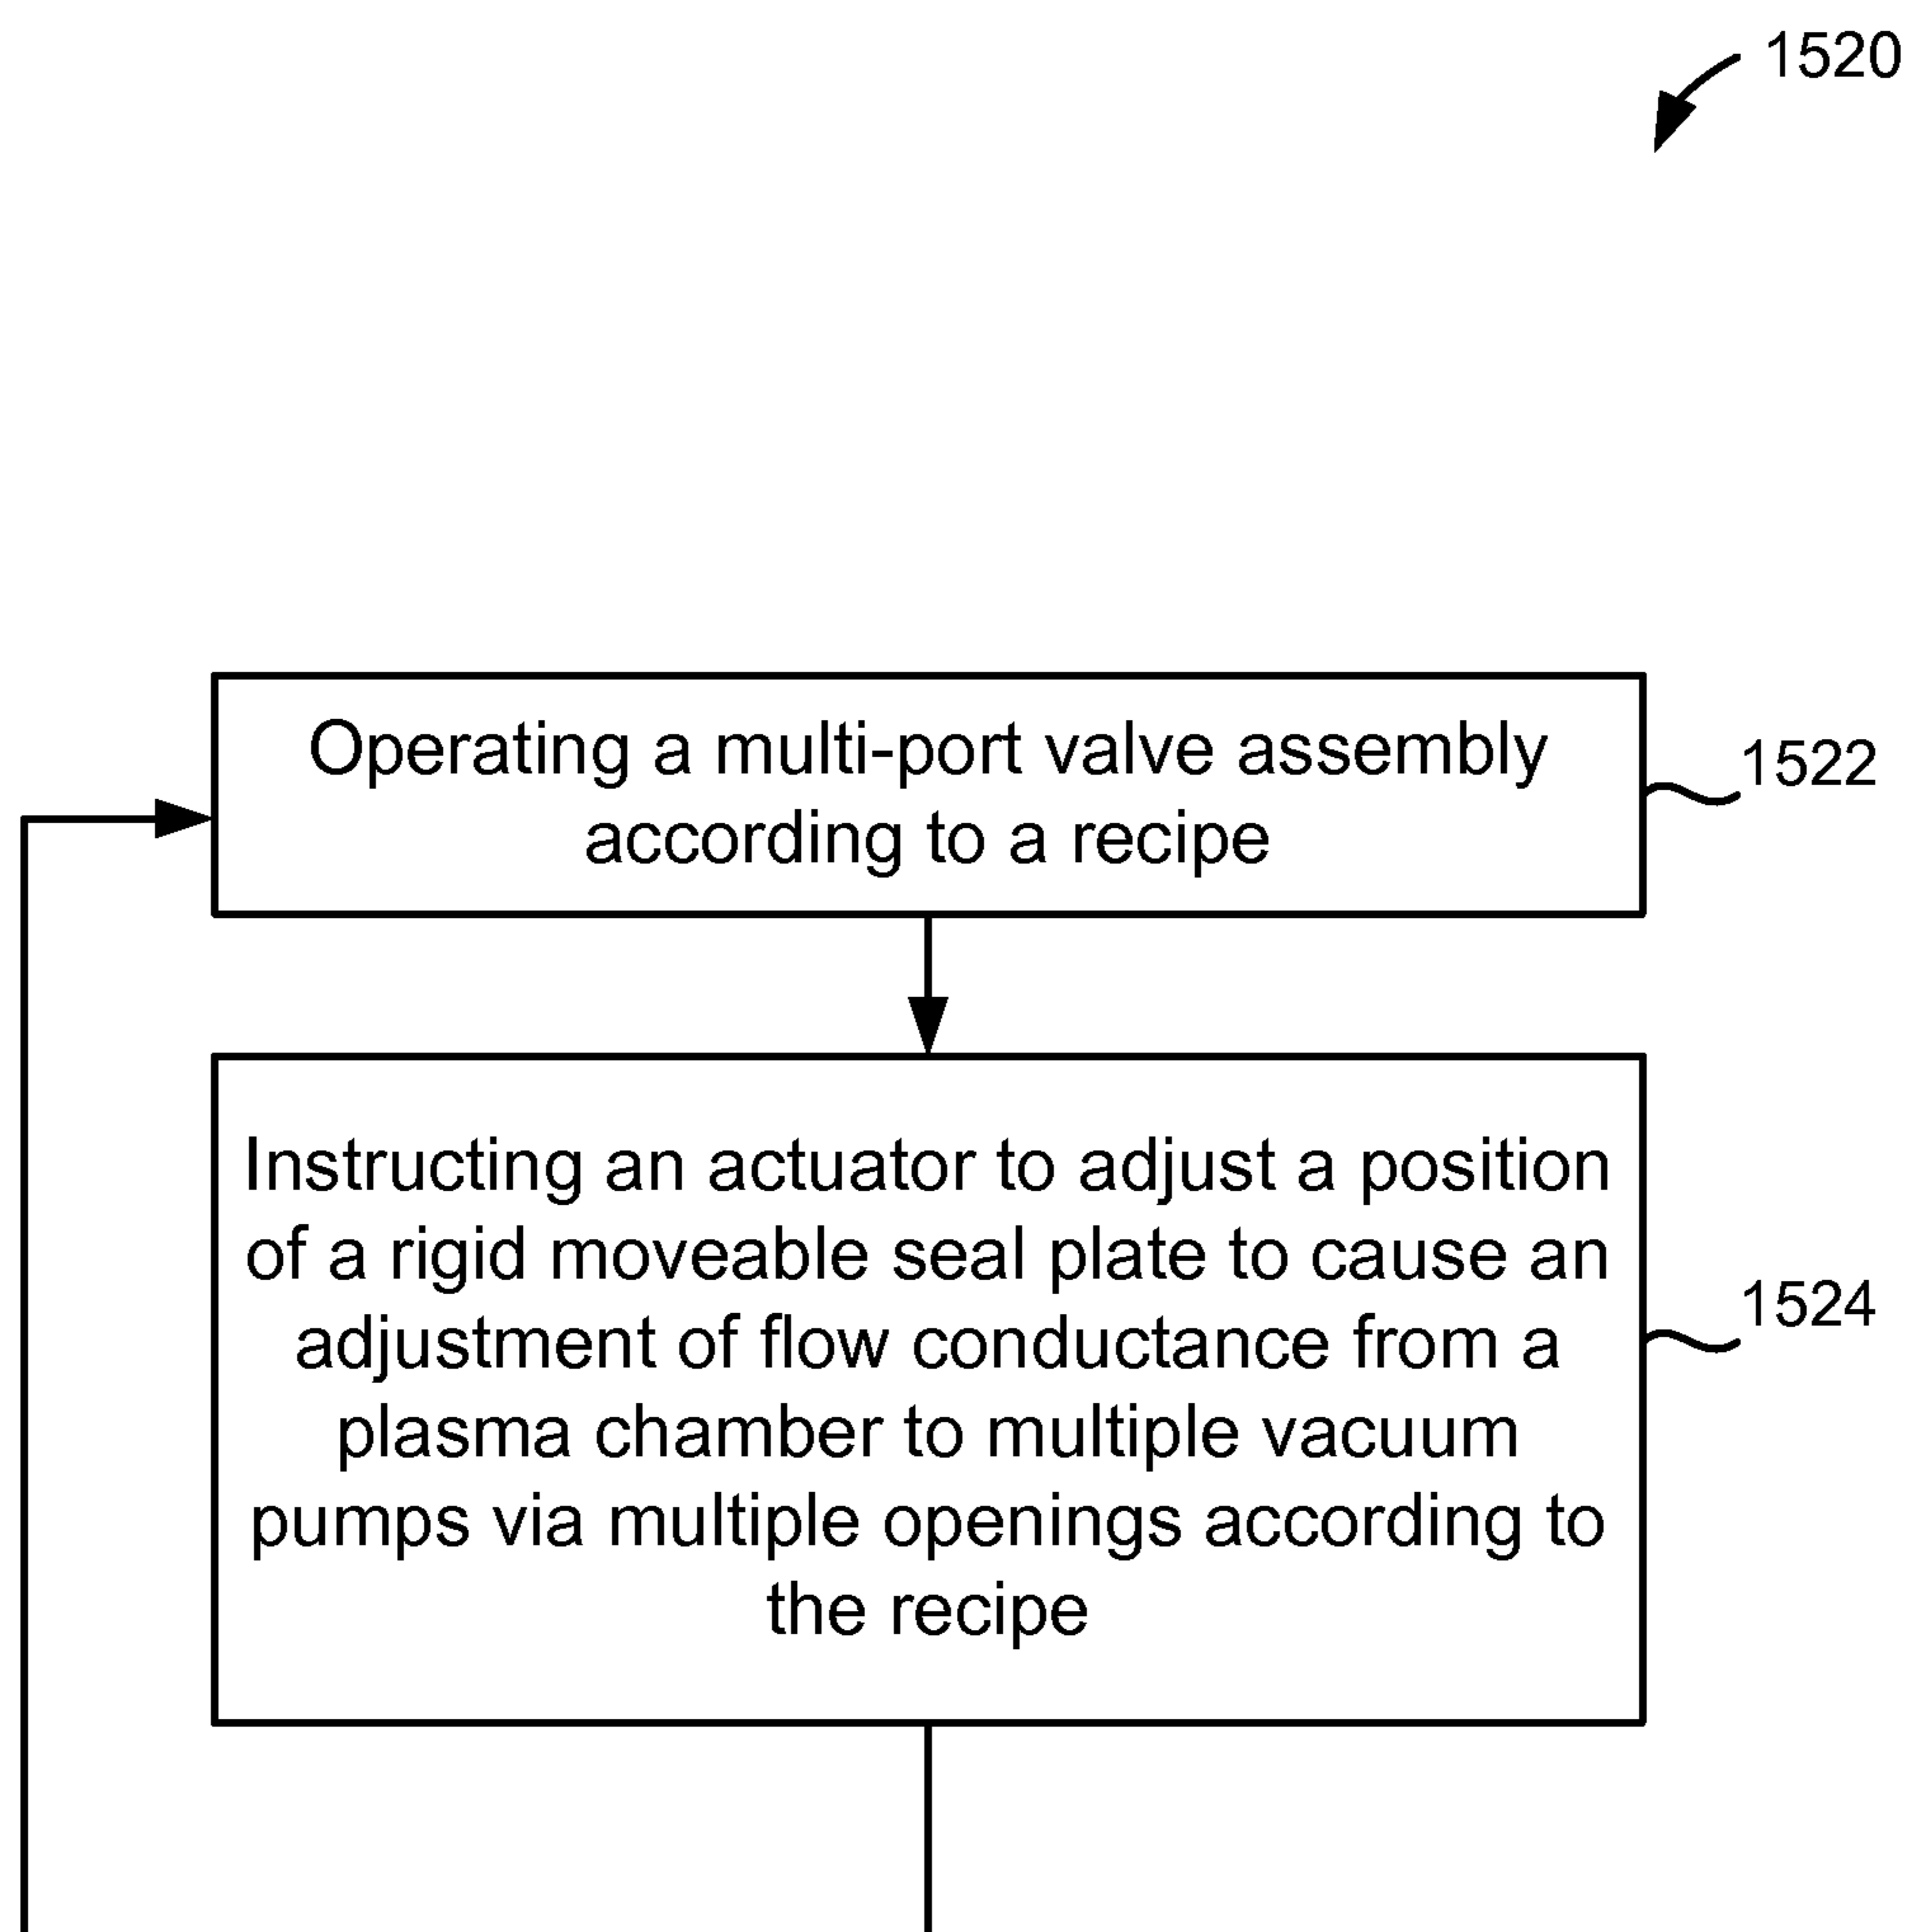 1520
Operating a multi-port valve assembly
according to a recipe
1522
Instructing an actuator to adjust a position
of a rigid moveable seal plate to cause an
adjustment of flow conductance from a
plasma chamber to multiple vacuum
pumps via multiple openings according to
the recipe
1524